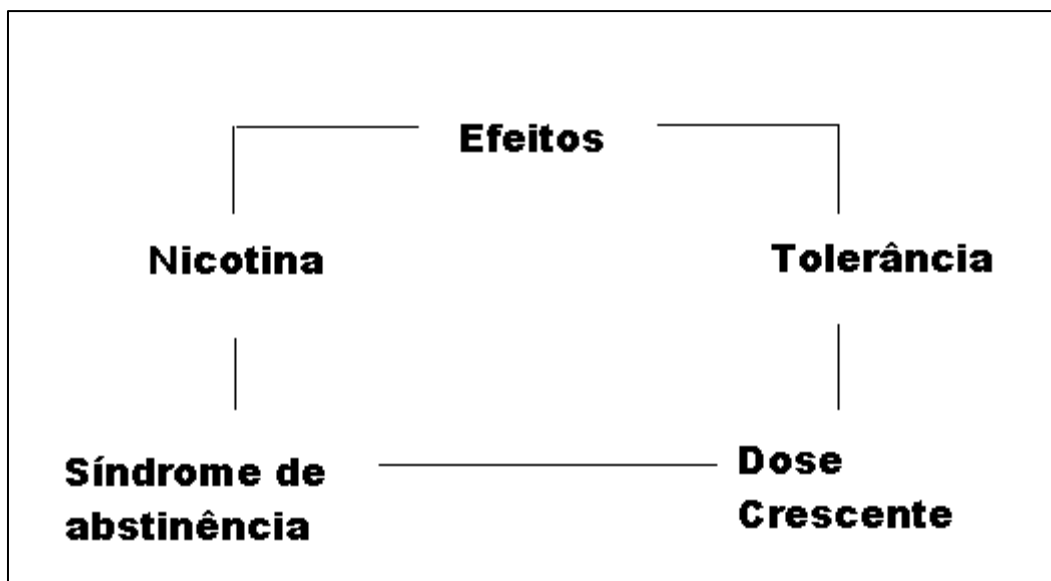 Efeitos
Nicotina
Tolerância
Síndrome de
abstinência
Dose
Crescente